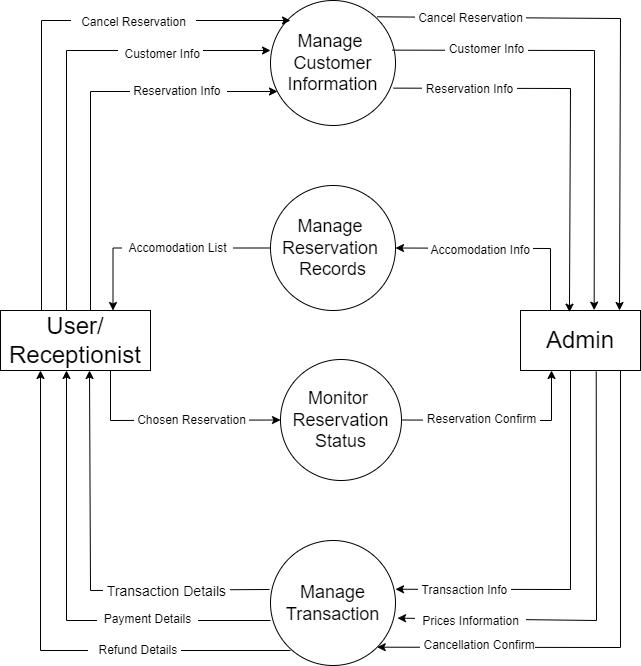 Cancel Reservation
Customer Info
Reservation Info
Manage
Customer
Information
Cancel Reservation
Customer Info
Reservation Info
Accomodation List
Manage
Reservation
Records
Accomodation Info
User/
Receptionist
Admin
Chosen Reservation
Monitor
Reservation
Status
Reservation Confirm
Transaction Details
Payment Details
Refund Details
Manage
Transaction
Transaction Info
Prices Information
Cancellation Confirm